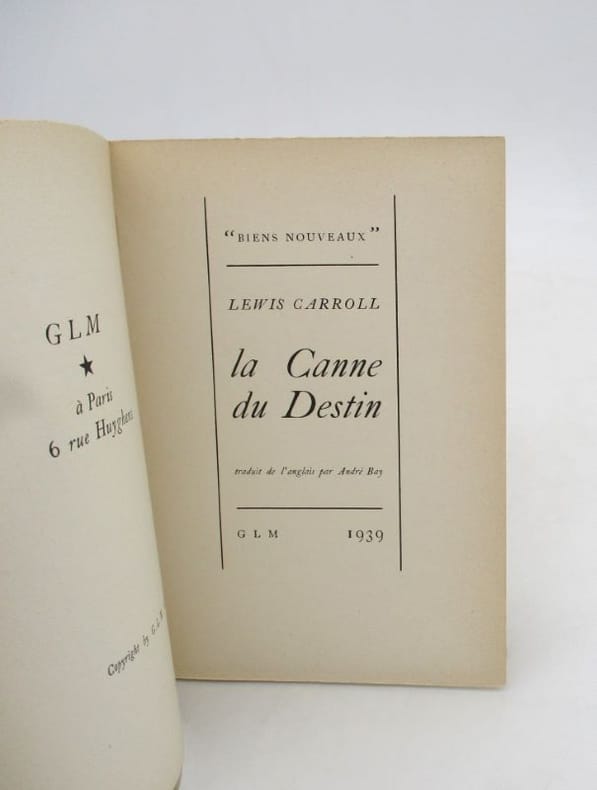 GLM
★
à Paris
6 rue Huyghens
Copyright by G.L.M
“BIENS NOUVEAUX”
LEWIS CARROLL
la Canne
du Destin
traduit de l'anglais par André Bay
GLM 1939